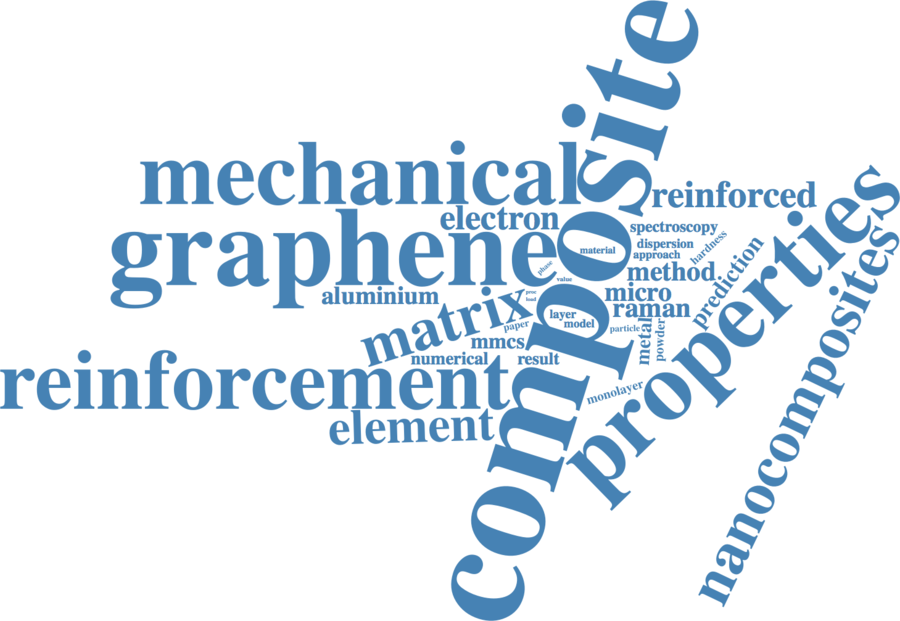 composite
mechanical
reinforced
properties
electron
graphene
spectroscopy
material
dispersion
approach
hardness
phase
value
method
prediction
nanocomposites
aluminium
matrix
pose
load
micro
raman
layer
model
paper
particle
metal
powder
mmcs
numerical
result
reinforcement
monolayer
element